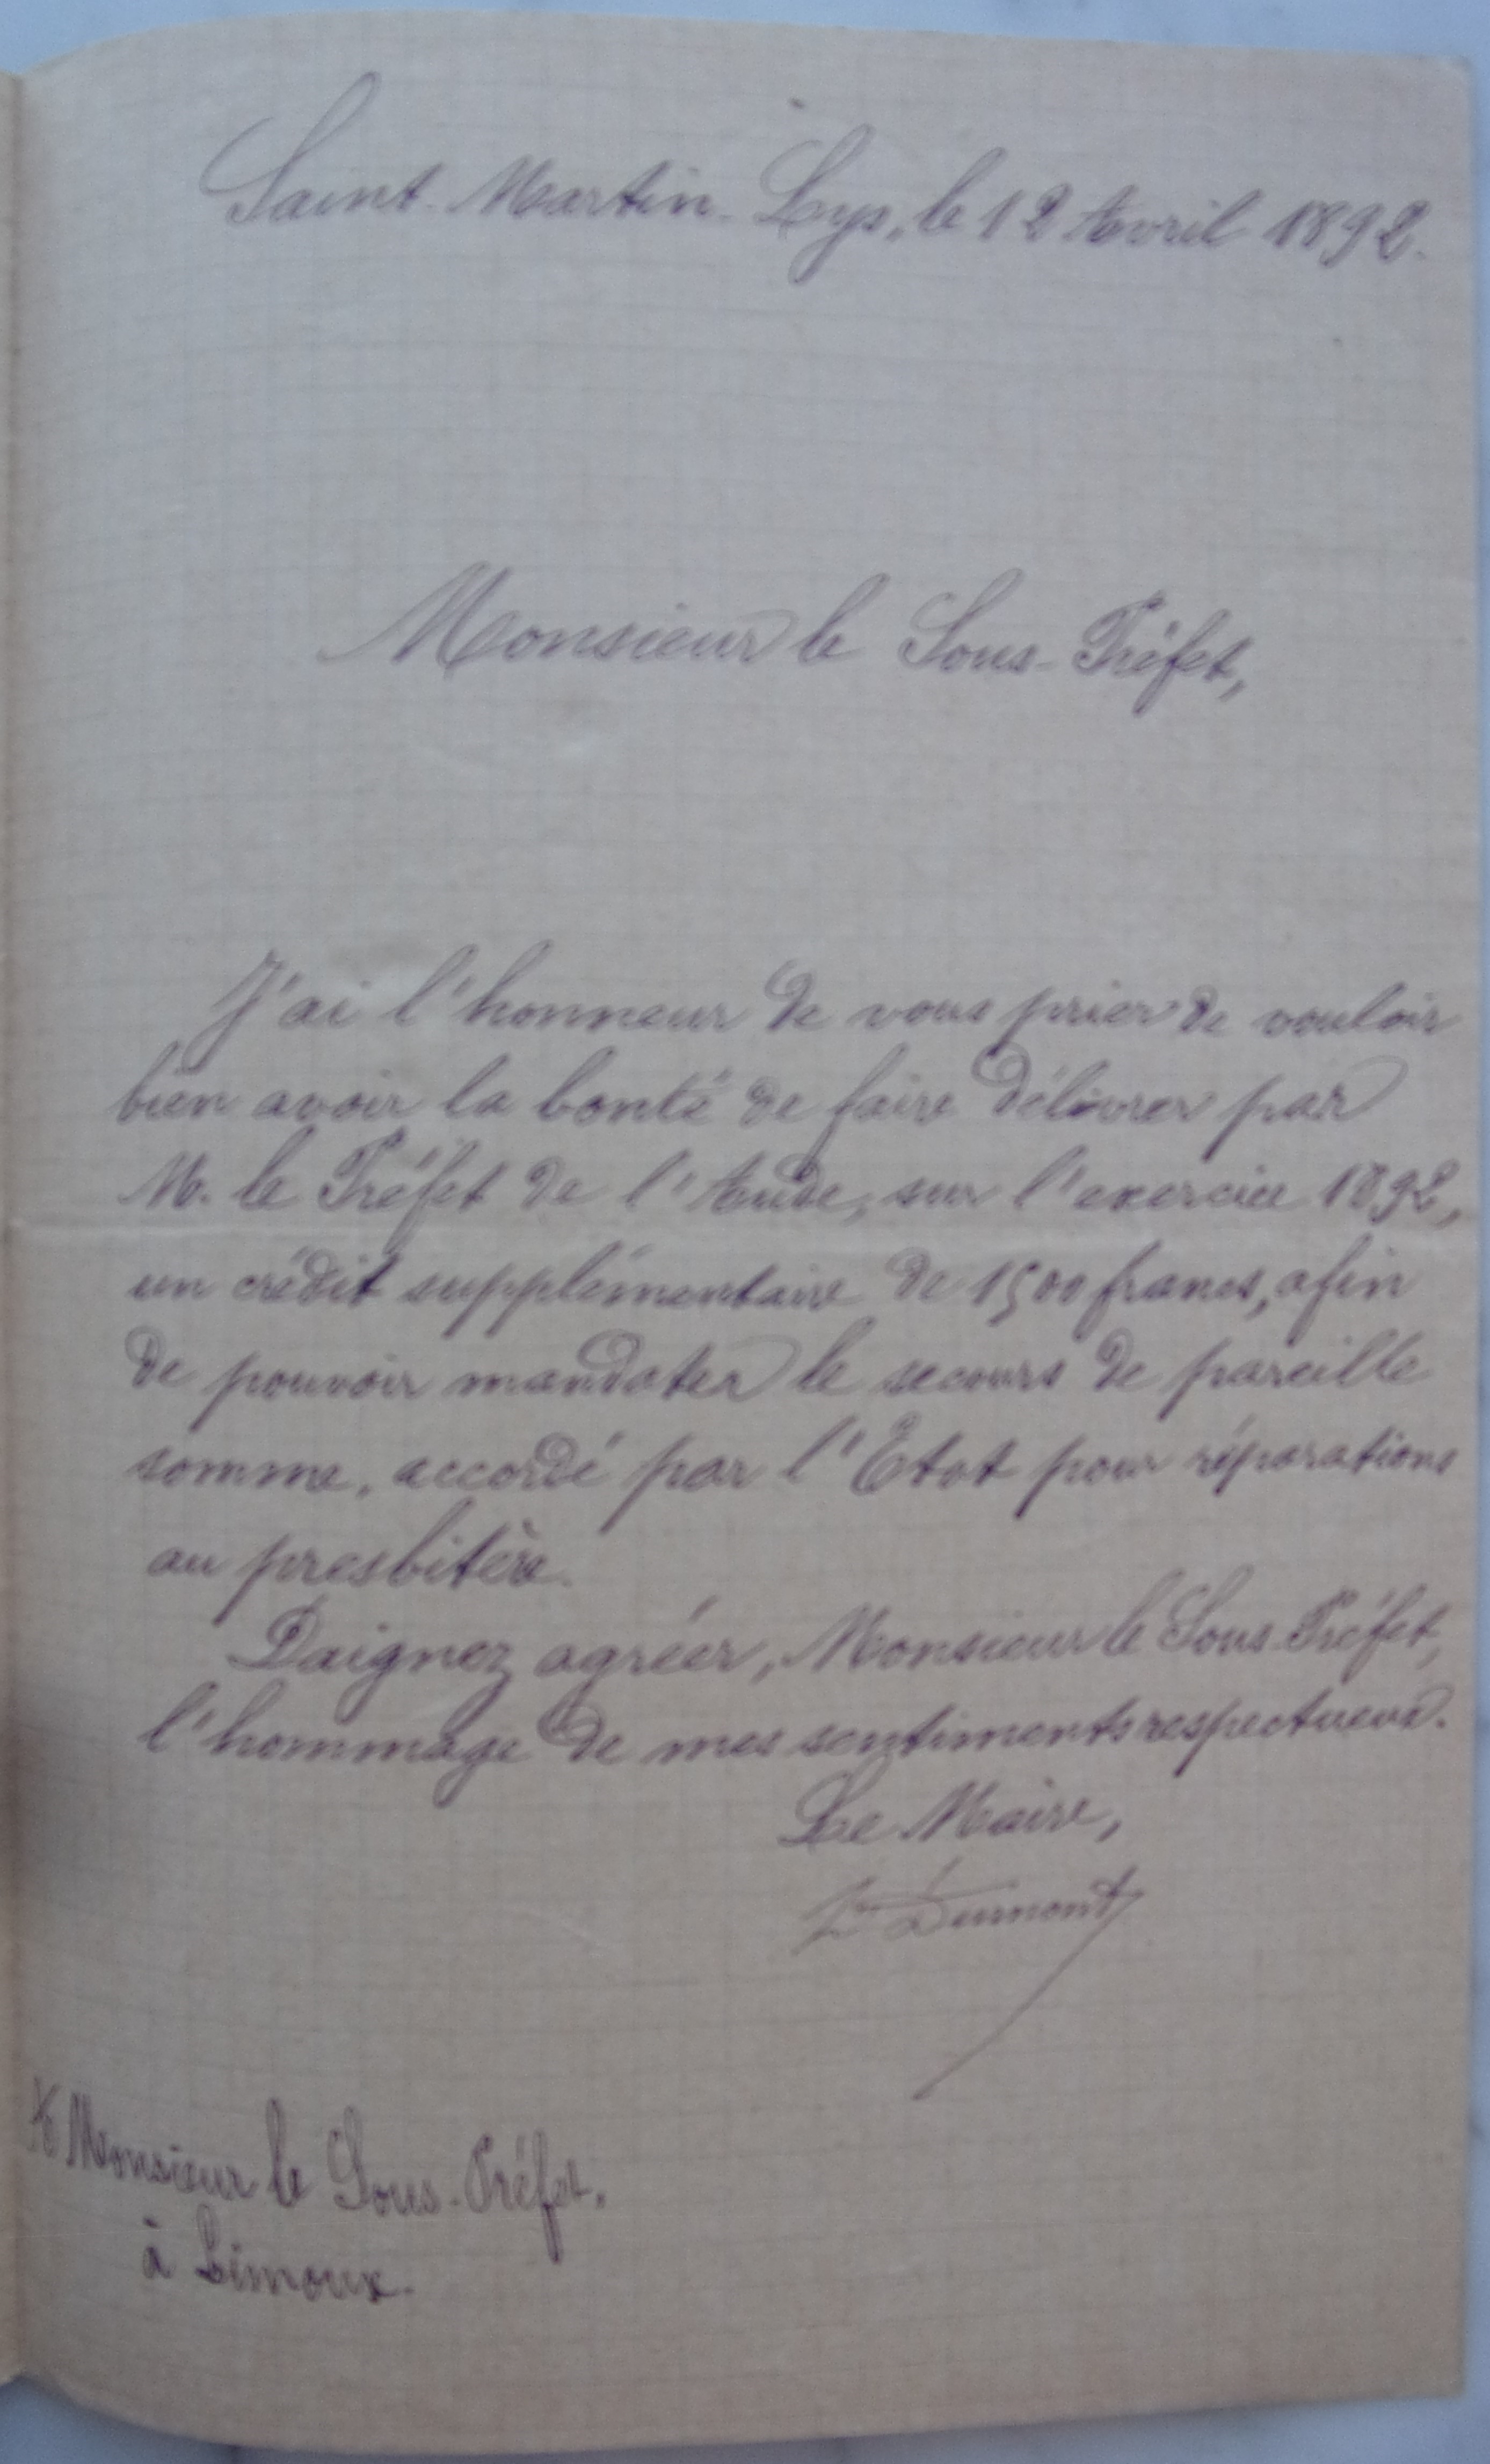 Saint-Martin-Lys, le 12 Avril 1892.
Monsieur le Sous-Préfet,
J'ai l'honneur de vous prier de vouloir
bien avoir la bonté de faire délivrer par
M. le Préfet de l'Aude, sur l'exercice 1892,
un crédit supplémentaire de 1500 francs, afin
de pouvoir mandater le secours de pareille
somme, accordé par l'Etat pour réparations
au presbitère.
Daignez agréer, Monsieur le Sous-Préfet,
l'hommage de mes sentiments respectueux.
Le Maire,
Dumont
A Monsieur le Sous-Préfet.
à Limoux.